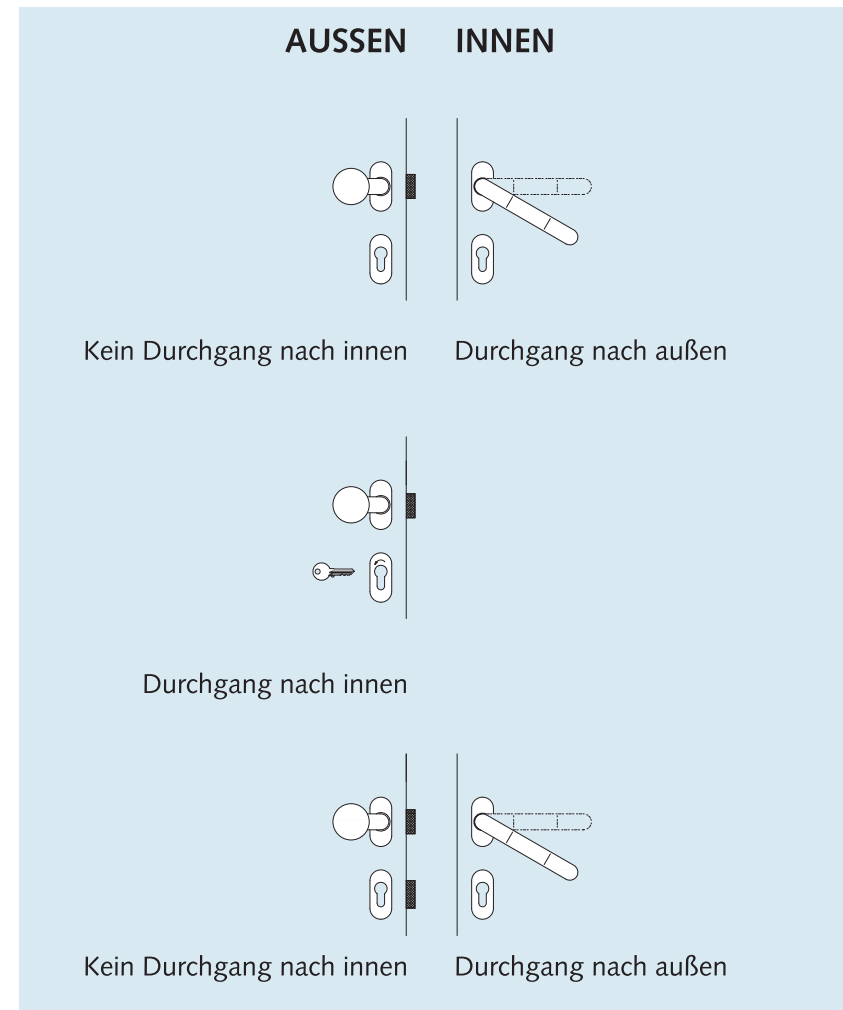 AUSSEN INNEN
Kein Durchgang nach innen Durchgang nach außen
Durchgang nach innen
Kein Durchgang nach innen Durchgang nach außen